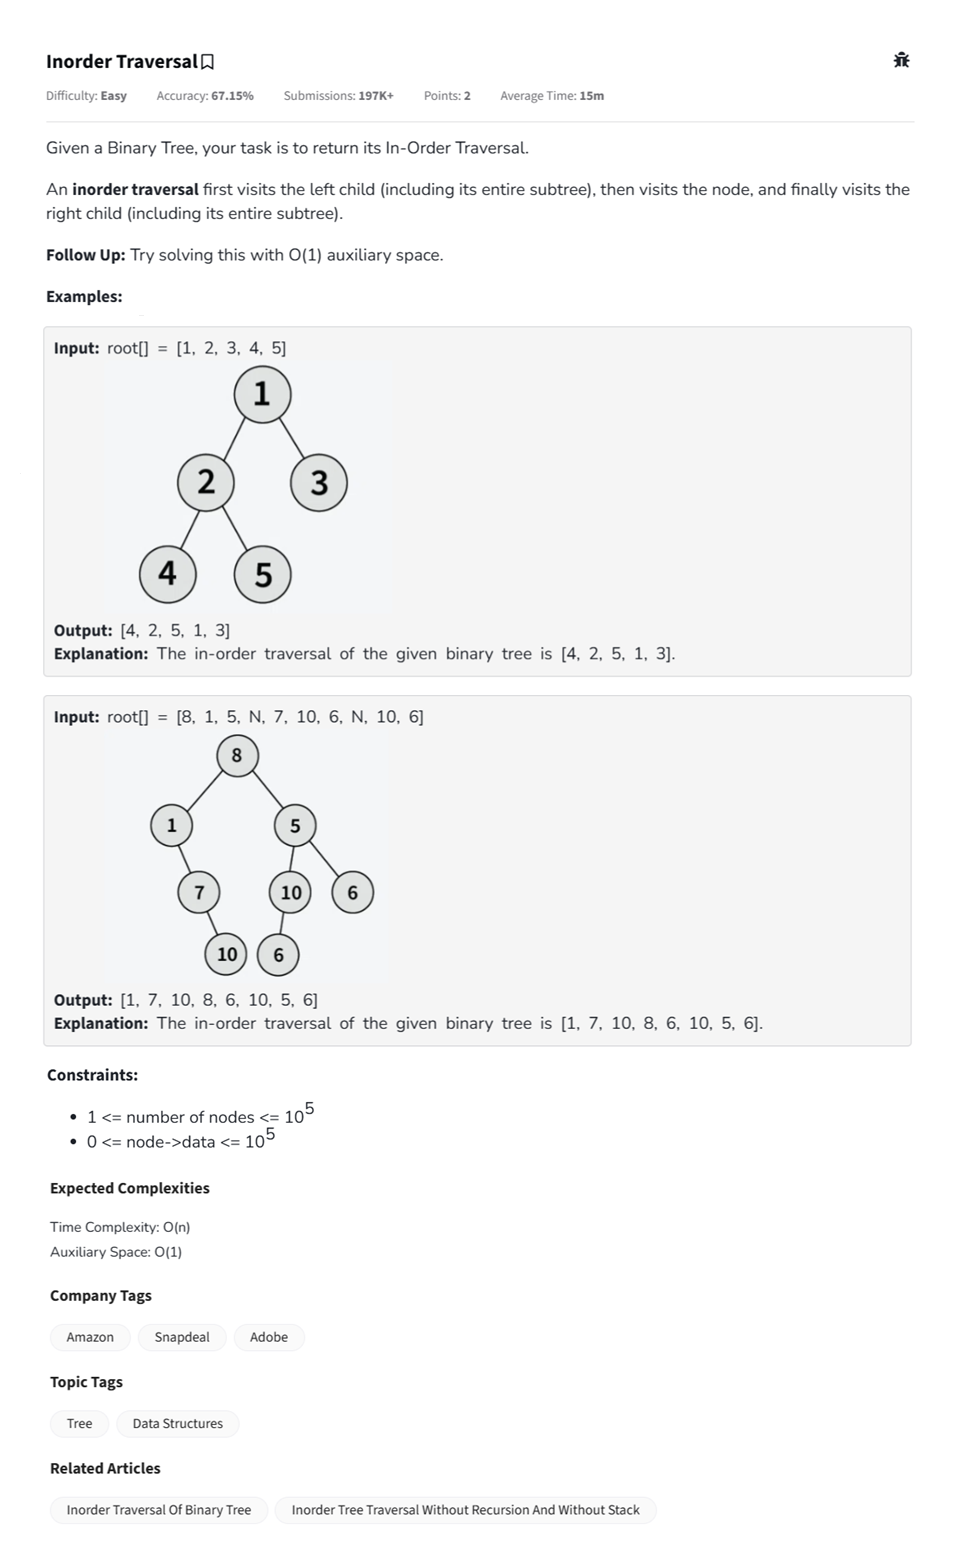 Inorder Traversal
Difficulty: Easy Accuracy: 67.15% Submissions: 197K+ Points: 2 Average Time: 15m
Given a Binary Tree, your task is to return its In-Order Traversal.
An inorder traversal first visits the left child (including its entire subtree), then visits the node, and finally visits the
right child (including its entire subtree).
Follow Up: Try solving this with O(1) auxiliary space.
Examples:
Input: root[] = [1, 2, 3, 4, 5]
1
2 3
4 5
Output: [4, 2, 5, 1, 3]
Explanation: The in-order traversal of the given binary tree is [4, 2, 5, 1, 3].
Input: root[] = [8, 1, 5, N, 7, 10, 6, N, 10, 6]
8
1 5
7 10 6
10 6
Output: [1, 7, 10, 8, 6, 10, 5, 6]
Explanation: The in-order traversal of the given binary tree is [1, 7, 10, 8, 6, 10, 5, 6].
Constraints:
• 1 <= number of nodes <= 10⁵
• 0 <= node->data <= 10⁵
Expected Complexities
Time Complexity: O(n)
Auxiliary Space: O(1)
Company Tags
Amazon Snapdeal Adobe
Topic Tags
Tree Data Structures
Related Articles
Inorder Traversal Of Binary Tree Inorder Tree Traversal Without Recursion And Without Stack